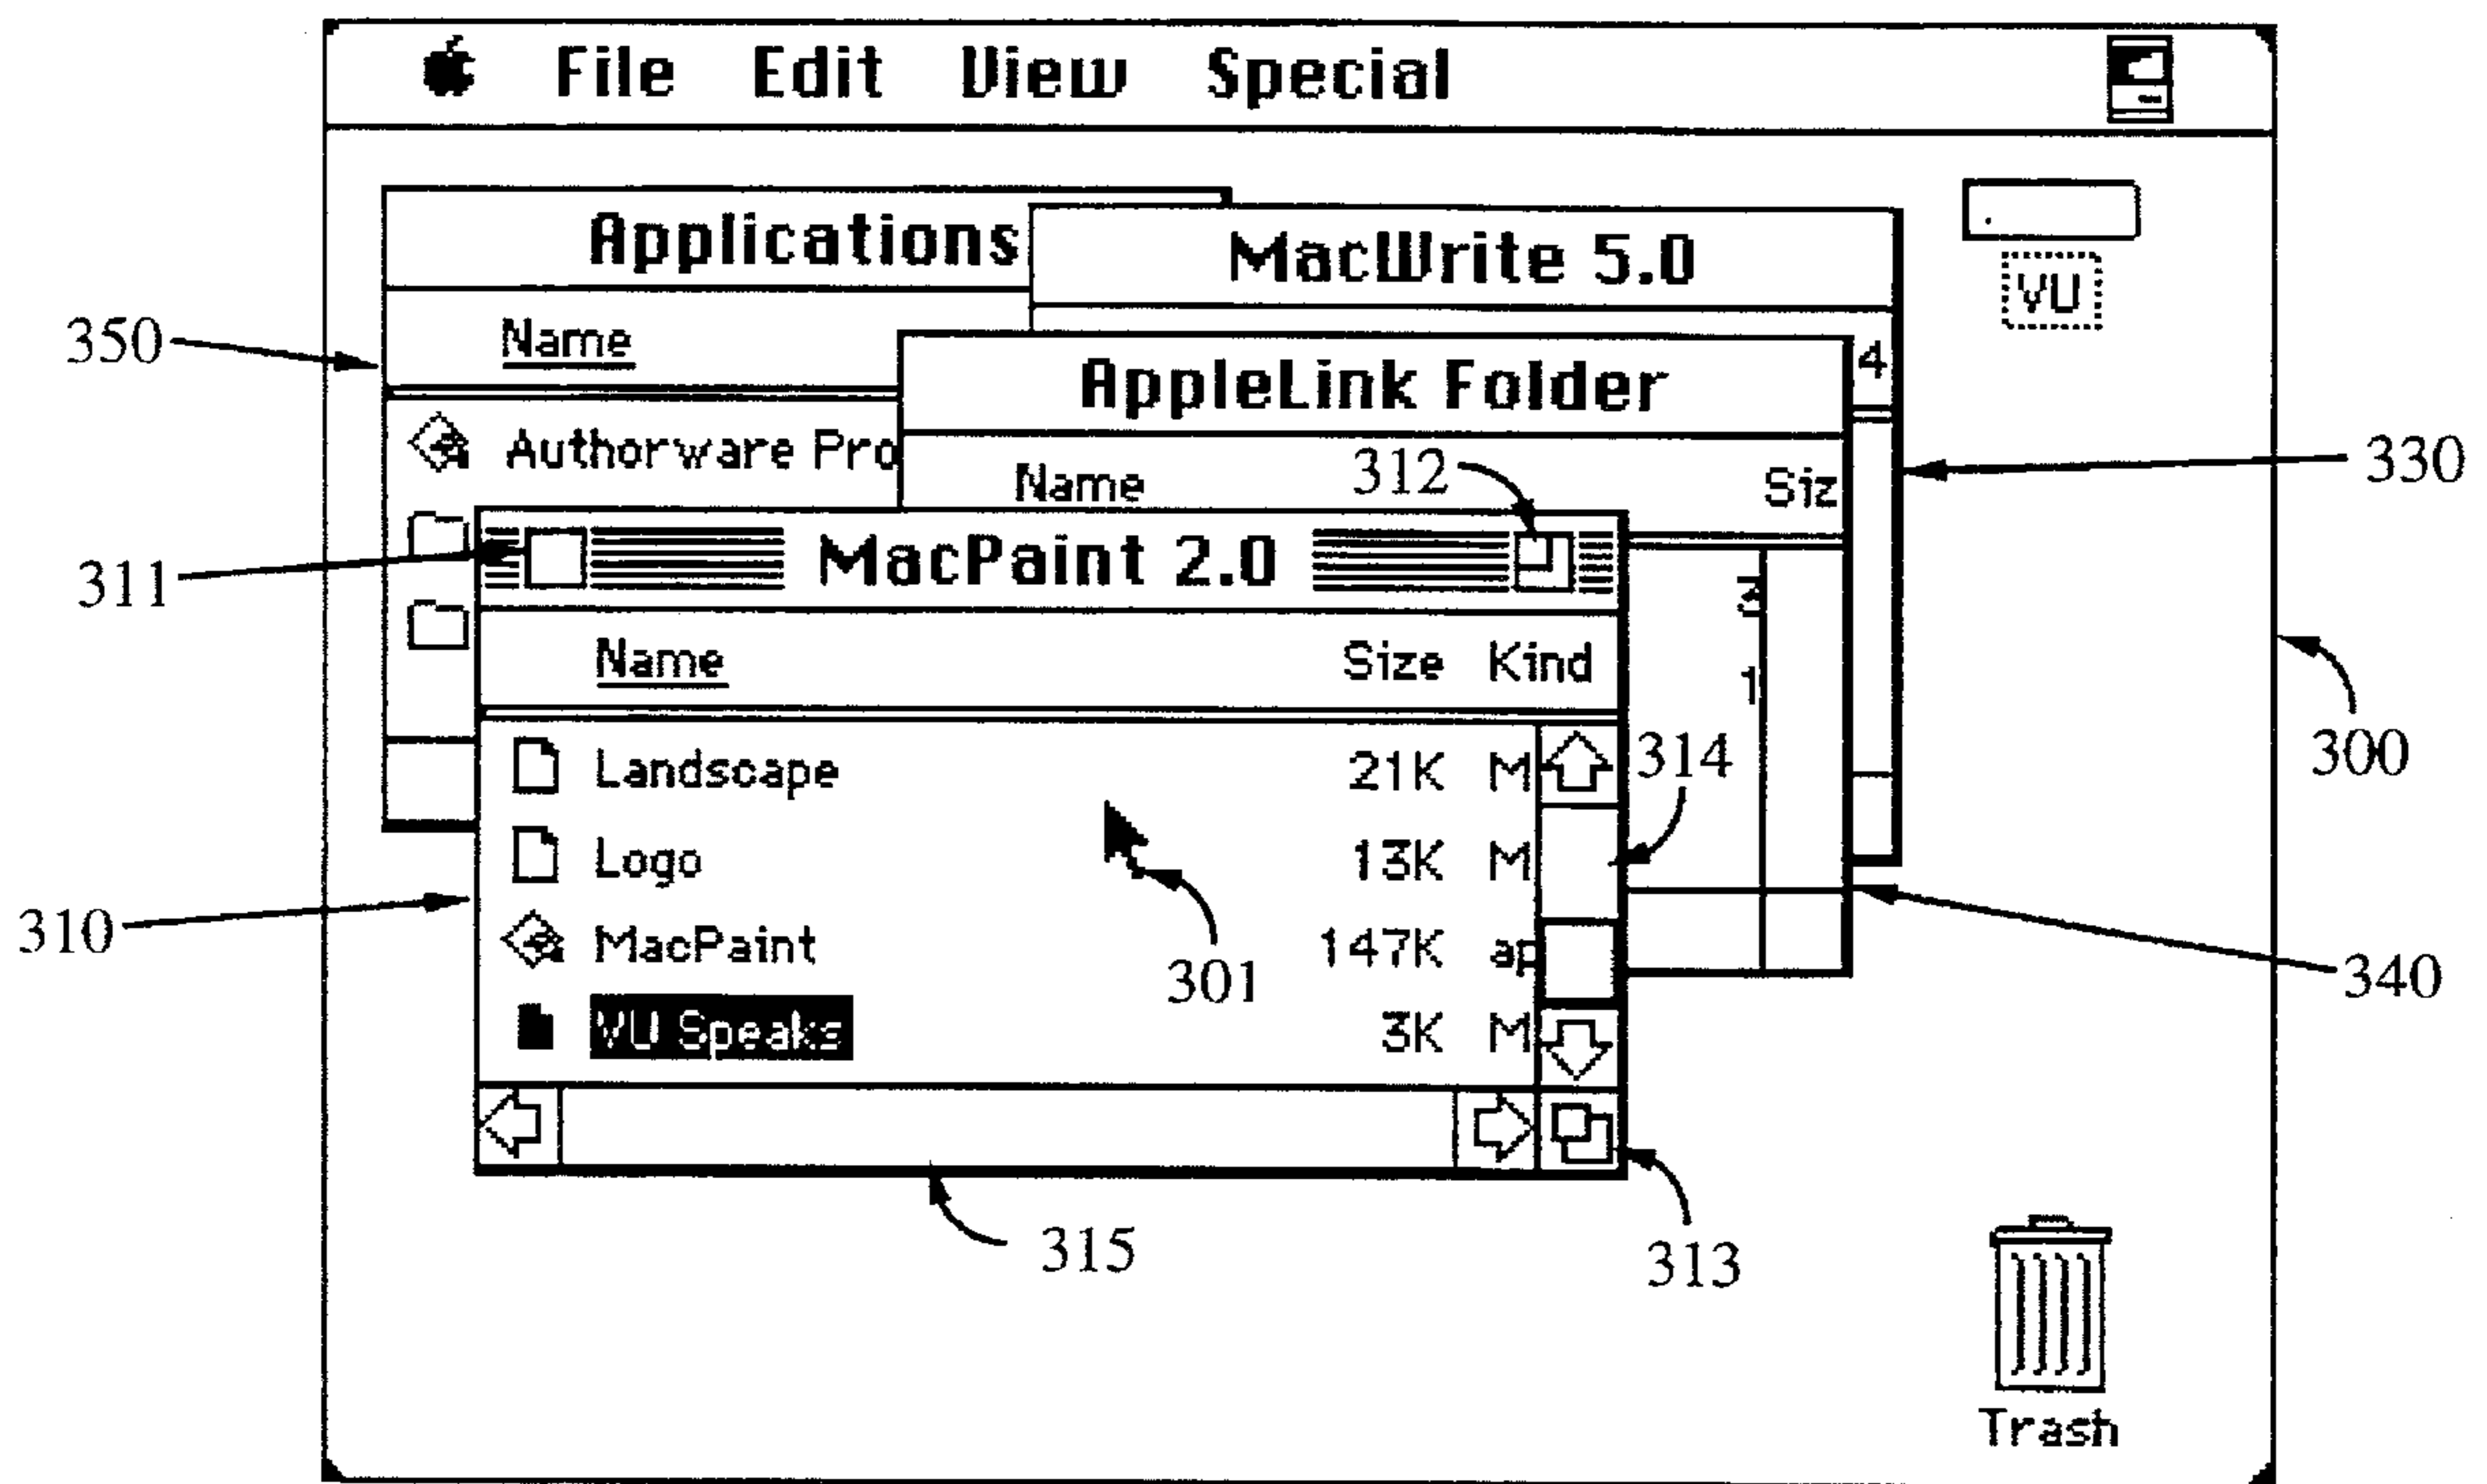 File Edit View Special
Applications
MacWrite 5.0
VU
350
Name
AppleLink Folder
4
Authorware Pro
Name
312
Siz
330
311
MacPaint 2.0
3
Name
Size Kind
1
300
Landscape
21K M
314
Logo
13K M
310
MacPaint
147K ap
301
340
VU Speaks
3K M
315
313
Trash